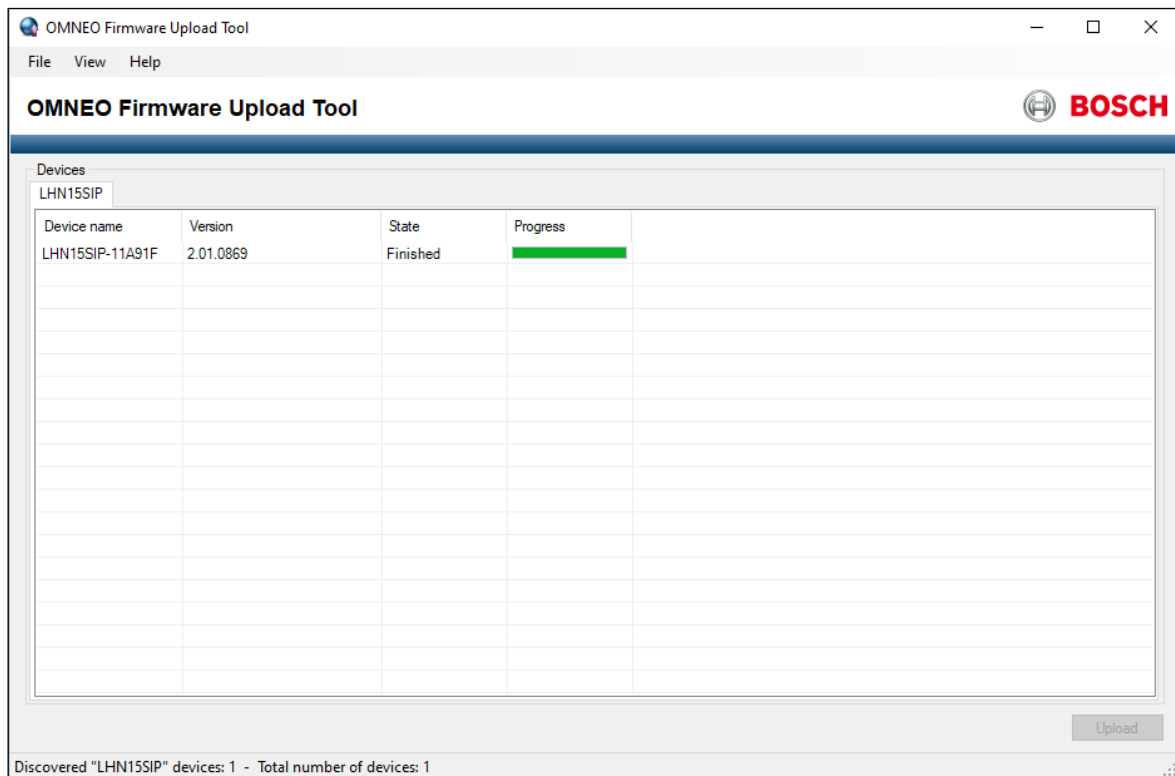 OMNEO Firmware Upload Tool
File View Help
OMNEO Firmware Upload Tool
BOSCH
Devices
LHN15SIP
Device name Version State Progress
LHN15SIP-11A91F 2.01.0869 Finished
Upload
Discovered "LHN15SIP" devices: 1 - Total number of devices: 1